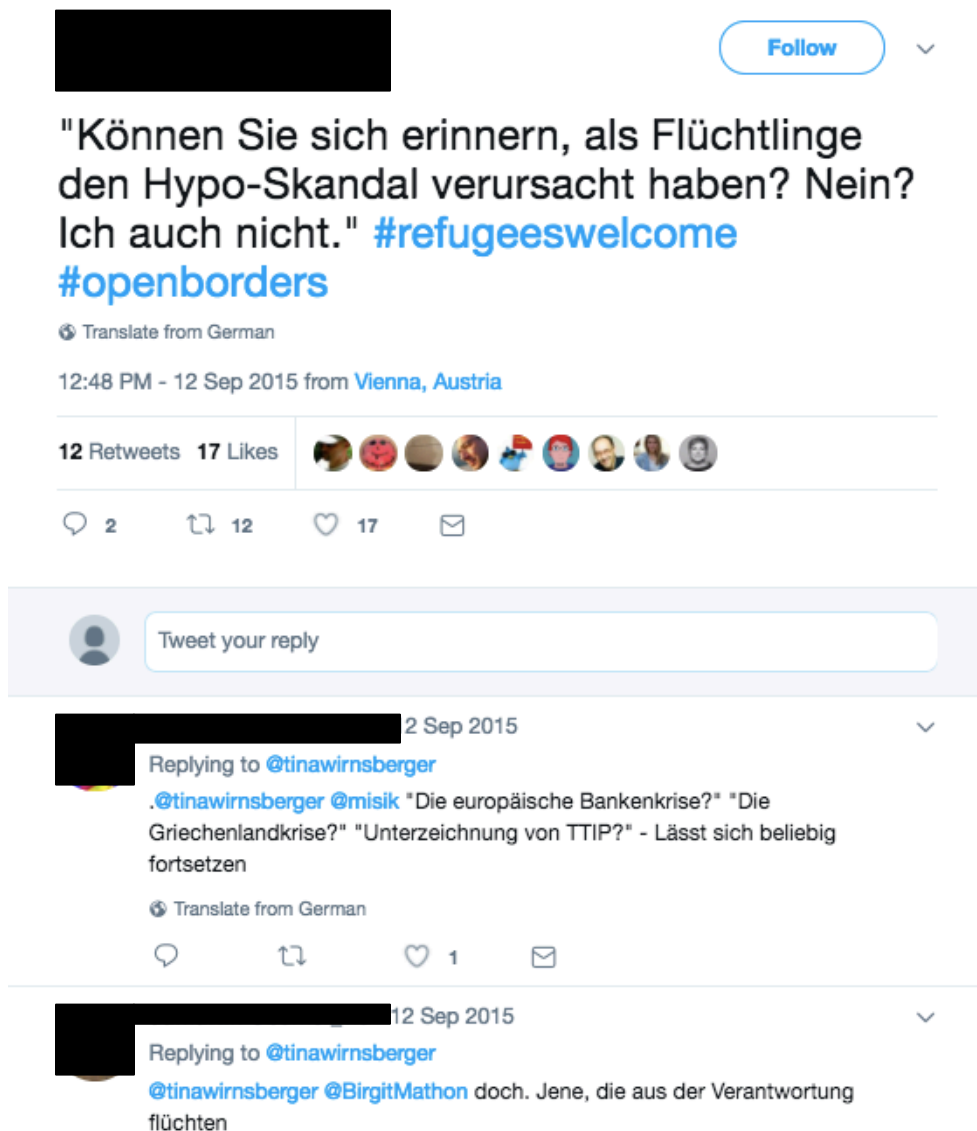 Follow
"Können Sie sich erinnern, als Flüchtlinge
den Hypo-Skandal verursacht haben? Nein?
Ich auch nicht." #refugeeswelcome
#openborders
Translate from German
12:48 PM - 12 Sep 2015 from Vienna, Austria
12 Retweets 17 Likes
2 12 17
Tweet your reply
2 Sep 2015
Replying to @tinawirnsberger
.@tinawirnsberger @misik "Die europäische Bankenkrise?" "Die
Griechenlandkrise?" "Unterzeichnung von TTIP?" - Lässt sich beliebig
fortsetzen
Translate from German
1
12 Sep 2015
Replying to @tinawirnsberger
@tinawirnsberger @BirgitMathon doch. Jene, die aus der Verantwortung
flüchten